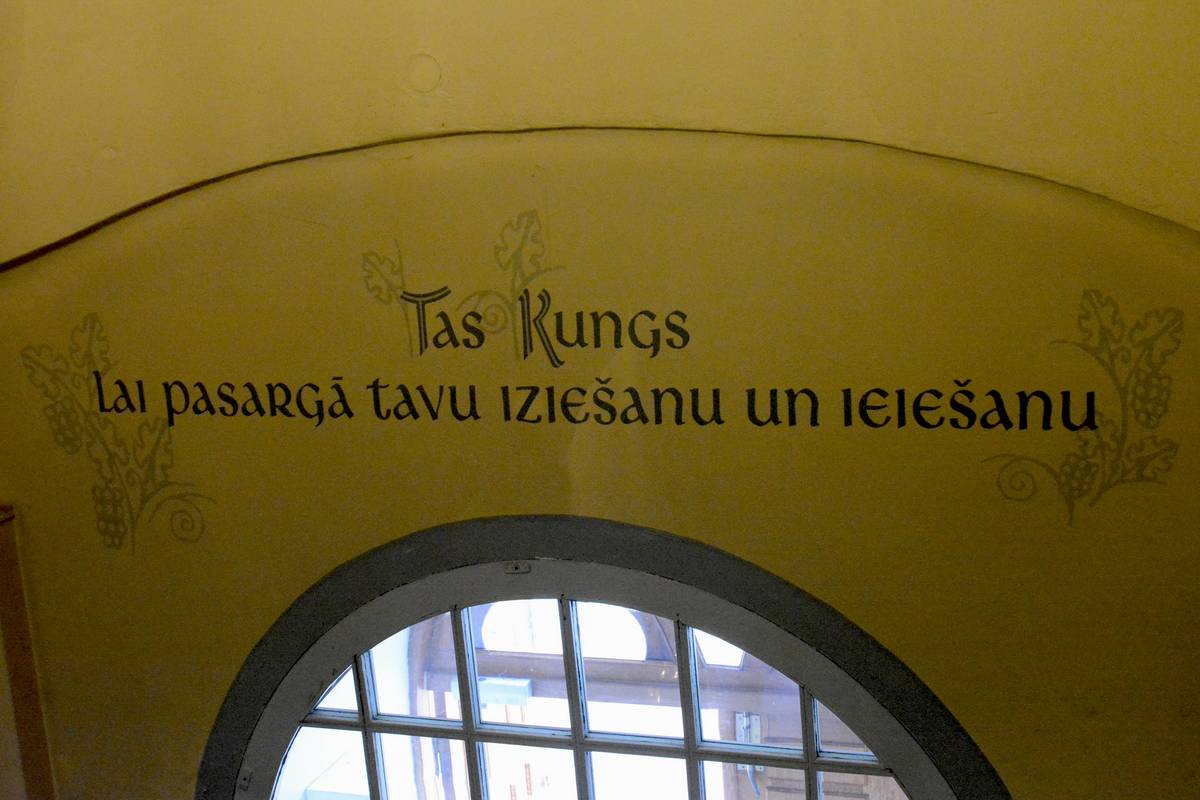 Tas Kungs
Lai pasargā tavu iziešanu un ieiešanu